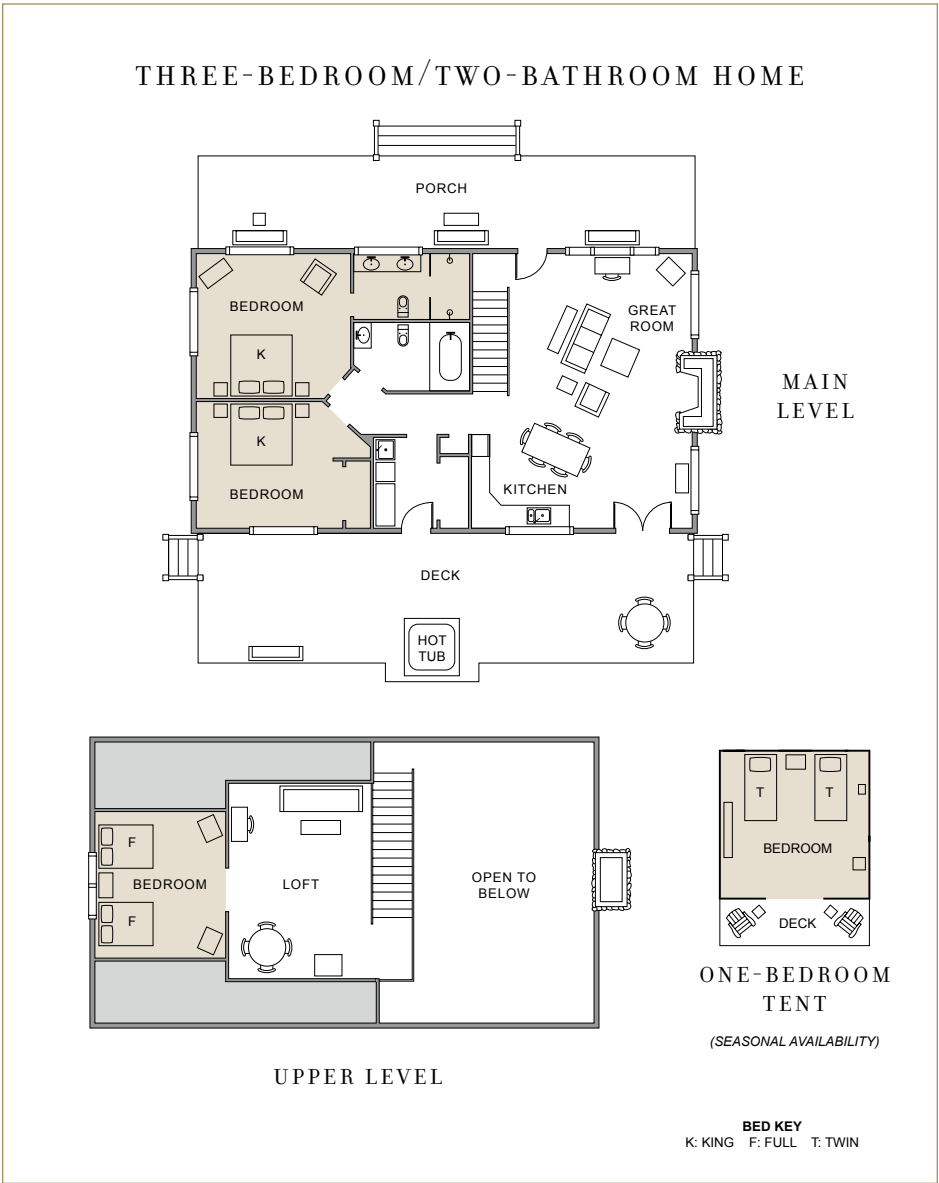 THREE-BEDROOM/TWO-BATHROOM HOME
PORCH
BEDROOM
GREAT
ROOM
K
MAIN
LEVEL
K
BEDROOM
KITCHEN
DECK
HOT
TUB
F
BEDROOM
F
LOFT
OPEN TO
BELOW
UPPER LEVEL
T
T
BEDROOM
DECK
ONE-BEDROOM
TENT
(SEASONAL AVAILABILITY)
BED KEY
K: KING F: FULL T: TWIN